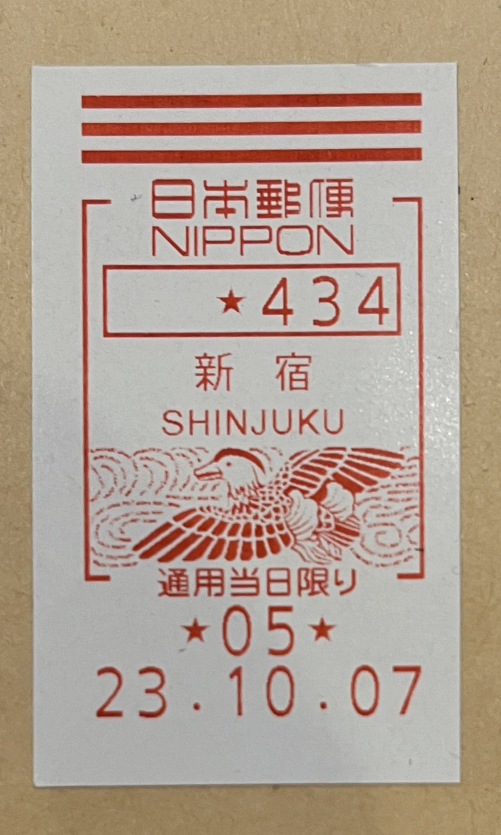 日本郵便
NIPPON
★434
新宿
SHINJUKU
通用当日限り
★05★
23.10.07